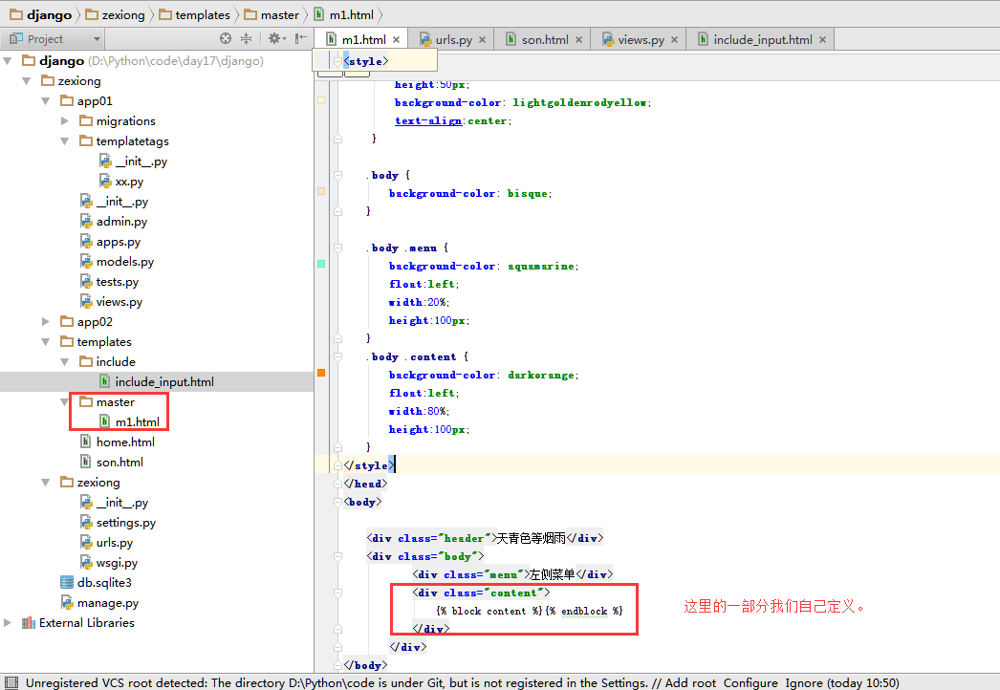 django zexiong templates master m1.html
Project
m1.html urls.py son.html views.py include_input.html
django (D:\Python\code\day17\django)
zexiong
app01
migrations
templatetags
__init__.py
xx.py
__init__.py
admin.py
apps.py
models.py
tests.py
views.py
app02
templates
include
include_input.html
master
m1.html
home.html
son.html
zexiong
__init__.py
settings.py
urls.py
wsgi.py
db.sqlite3
manage.py
External Libraries
<style>
height:50px;
background-color: lightgoldenrodyellow;
text-align:center;
}
.body {
background-color: bisque;
}
.body .menu {
background-color: aquamarine;
float:left;
width:20%;
height:100px;
}
.body .content {
background-color: darkorange;
float:left;
width:80%;
height:100px;
}
</style>
</head>
<body>
<div class="header">天青色等烟雨</div>
<div class="body">
<div class="menu">左侧菜单</div>
<div class="content">
{% block content %}{% endblock %}
</div>
</div>
</body>
这里的一部分我们自己定义。
Unregistered VCS root detected: The directory D:\Python\code is under Git, but is not registered in the Settings. // Add root Configure Ignore (today 10:50)